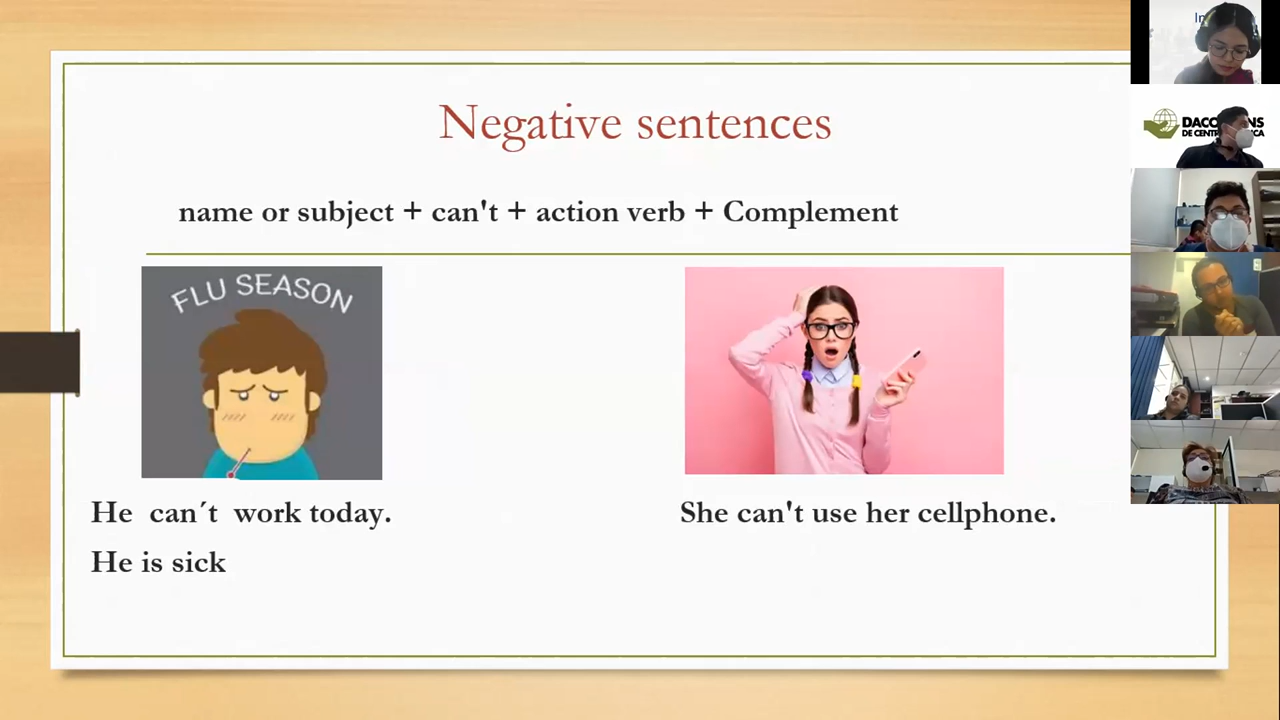 Negative sentences
name or subject + can't + action verb + Complement
FLU SEASON
He can´t work today.
He is sick
She can't use her cellphone.